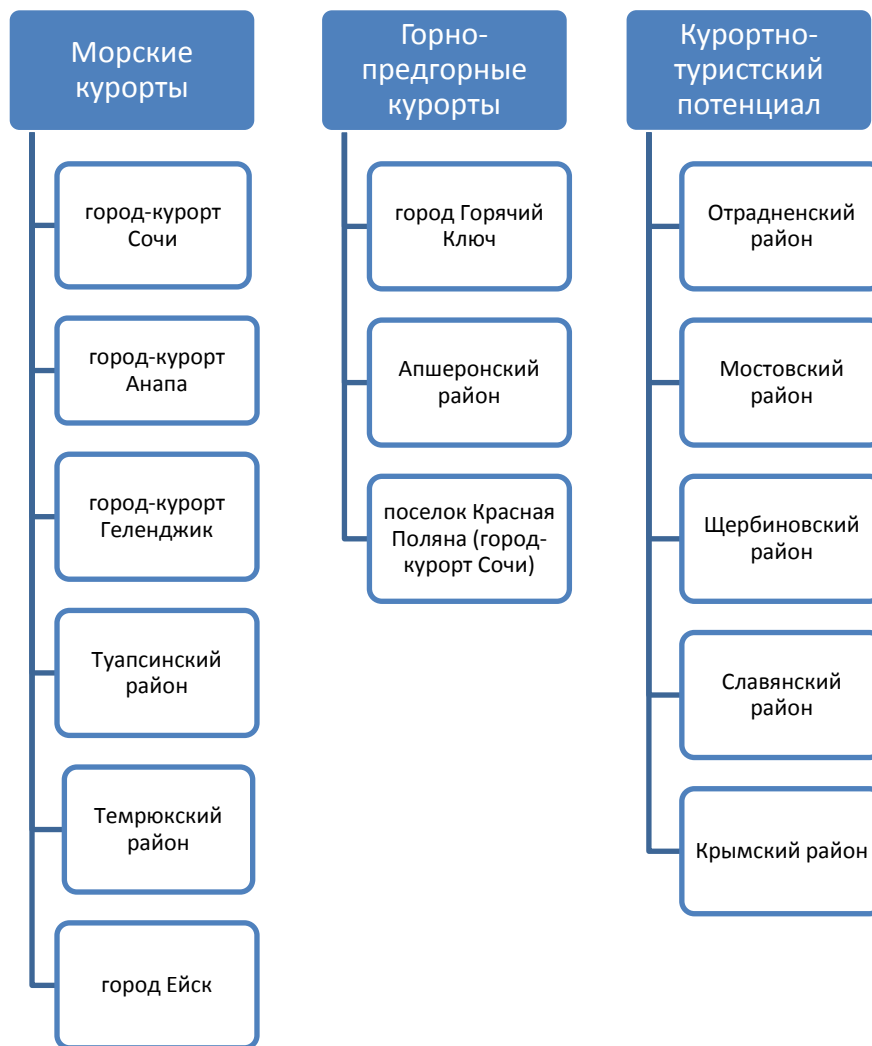 Морские
курорты
город-курорт
Сочи
город-курорт
Анапа
город-курорт
Геленджик
Туапсинский
район
Темрюкский
район
город Ейск
Горно-
предгорные
курорты
город Горячий
Ключ
Апшеронский
район
поселок Красная
Поляна (город-
курорт Сочи)
Курортно-
туристский
потенциал
Отрадненский
район
Мостовский
район
Щербиновский
район
Славянский
район
Крымский район